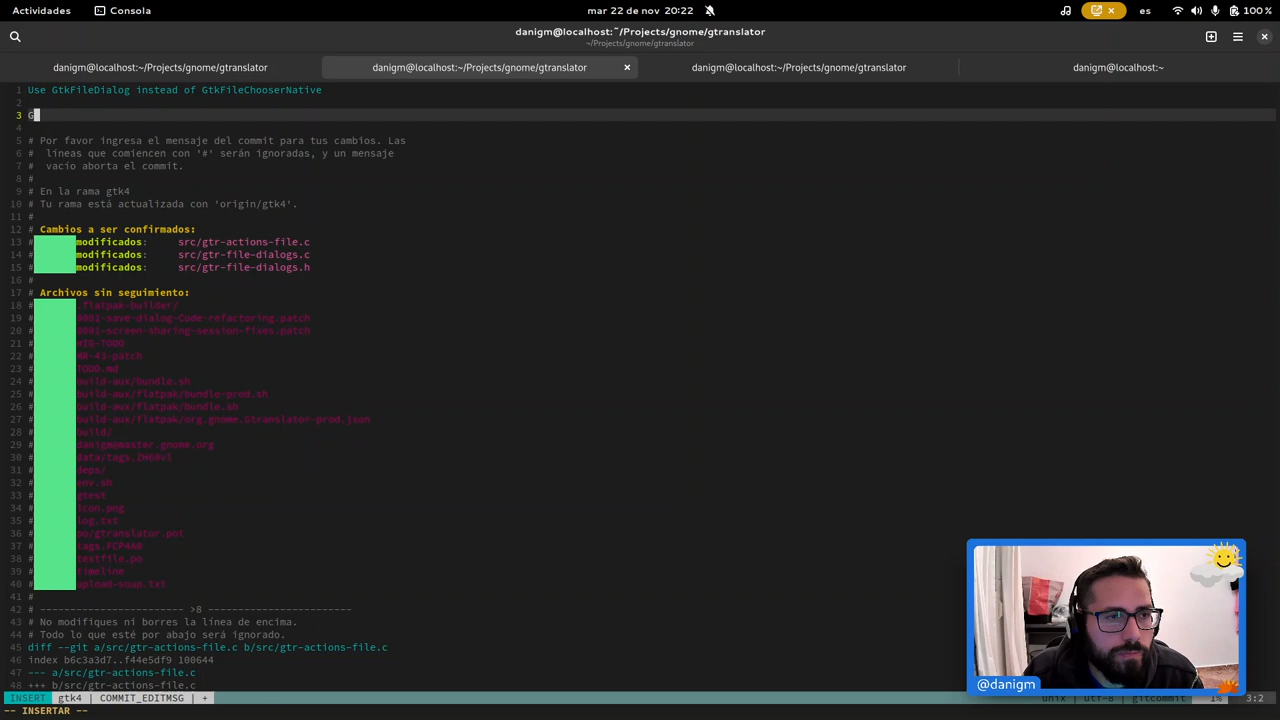 Actividades
Consola
mar 22 de nov 20:22
es
100 %
danigm@localhost:~/Projects/gnome/gtranslator
~/Projects/gnome/gtranslator
danigm@localhost:~/Projects/gnome/gtranslator
danigm@localhost:~/Projects/gnome/gtranslator
danigm@localhost:~/Projects/gnome/gtranslator
danigm@localhost:~
1 Use GtkFileDialog instead of GtkFileChooserNative
2
3 G
4
5 # Por favor ingresa el mensaje del commit para tus cambios. Las
6 #  líneas que comiencen con '#' serán ignoradas, y un mensaje
7 #  vacío aborta el commit.
8 #
9 # En la rama gtk4
10 # Tu rama está actualizada con 'origin/gtk4'.
11 #
12 # Cambios a ser confirmados:
13 # modificados:     src/gtr-actions-file.c
14 # modificados:     src/gtr-file-dialogs.c
15 # modificados:     src/gtr-file-dialogs.h
16 #
17 # Archivos sin seguimiento:
18 # .flatpak-builder/
19 # 0001-save-dialog-Code-refactoring.patch
20 # 0001-screen-sharing-session-fixes.patch
21 # HIG-TODO
22 # MR-43-patch
23 # TODO.md
24 # build-aux/bundle.sh
25 # build-aux/flatpak/bundle-prod.sh
26 # build-aux/flatpak/bundle.sh
27 # build-aux/flatpak/org.gnome.Gtranslator-prod.json
28 # build/
29 # danigm@master.gnome.org
30 # data/tags.ZH60vl
31 # deps/
32 # env.sh
33 # gtest
34 # icon.png
35 # log.txt
36 # po/gtranslator.pot
37 # tags.FCP4A0
38 # testfile.po
39 # timeline
40 # upload-soup.txt
41 #
42 # ------------------------ >8 ------------------------
43 # No modifiques ni borres la línea de encima.
44 # Todo lo que esté por abajo será ignorado.
45 diff --git a/src/gtr-actions-file.c b/src/gtr-actions-file.c
46 index b6c3a3d7..f44e5df9 100644
47 --- a/src/gtr-actions-file.c
48 +++ b/src/gtr-actions-file.c
INSERT gtk4 | COMMIT_EDITMSG | + unix | utf-8 | gitcommit 1% 3:2
-- INSERTAR --
@danigm